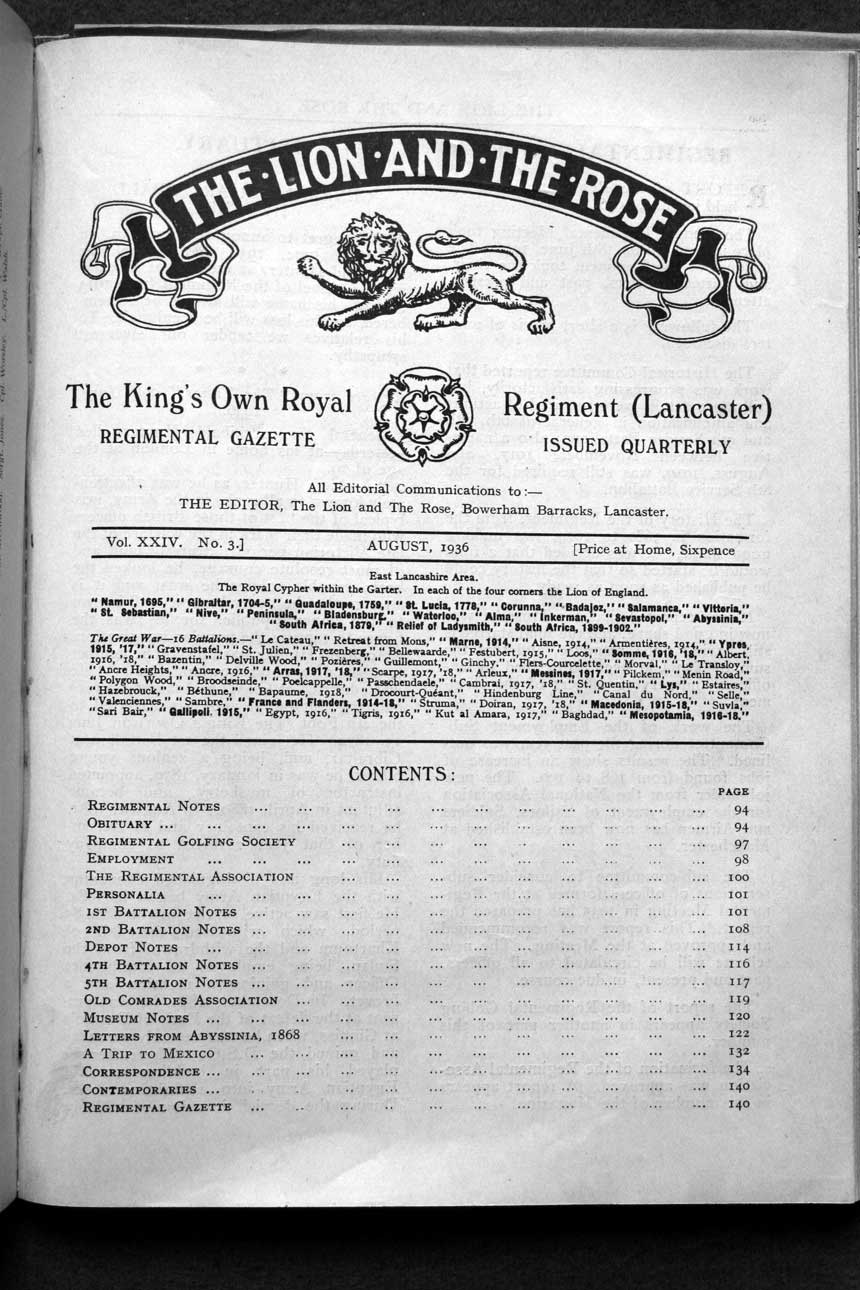 THE · LION · AND · THE · ROSE
The King's Own Royal Regiment (Lancaster)
REGIMENTAL GAZETTE ISSUED QUARTERLY
All Editorial Communications to:—
THE EDITOR, The Lion and The Rose, Bowerham Barracks, Lancaster.
Vol. XXIV. No. 3.] AUGUST, 1936 [Price at Home, Sixpence
East Lancashire Area.
The Royal Cypher within the Garter. In each of the four corners the Lion of England.
"Namur, 1695," "Gibraltar, 1704-5," "Guadaloupe, 1759," "St. Lucia, 1778," "Corunna," "Badajoz," "Salamanca," "Vittoria,"
"St. Sebastian," "Nive," "Peninsula," "Bladensburg," "Waterloo," "Alma," "Inkerman," "Sevastopol," "Abyssinia,"
"South Africa, 1879," "Relief of Ladysmith," "South Africa, 1899-1902."
The Great War—16 Battalions.—"Le Cateau," "Retreat from Mons," "Marne, 1914," "Aisne, 1914," "Armentières, 1914," "Ypres,
1915, '17," "Gravenstafel," "St. Julien," "Frezenberg," "Bellewaarde," "Festubert, 1915," "Loos," "Somme, 1916, '18," "Albert,
1916, '18," "Bazentin," "Delville Wood," "Pozières," "Guillemont," "Ginchy." "Flers-Courcelette," "Morval," "Le Transloy,"
"Ancre Heights," "Ancre, 1916," "Arras, 1917, '18," "Scarpe, 1917, '18," "Arleux," "Messines, 1917," "Pilckem," "Menin Road,"
"Polygon Wood," "Broodseinde," "Poelcappelle," "Passchendaele," "Cambrai, 1917, '18," "St. Quentin," "Lys," "Estaires,"
"Hazebrouck," "Béthune," "Bapaume, 1918," "Drocourt-Quéant," "Hindenburg Line," "Canal du Nord," "Selle,"
"Valenciennes," "Sambre," "France and Flanders, 1914-18," "Struma," "Doiran, 1917, '18," "Macedonia, 1915-18," "Suvla,"
"Sari Bair," "Gallipoli. 1915," "Egypt, 1916," "Tigris, 1916," "Kut al Amara, 1917," "Baghdad," "Mesopotamia, 1916-18."
CONTENTS:
PAGE
REGIMENTAL NOTES ... 94
OBITUARY ... 94
REGIMENTAL GOLFING SOCIETY ... 97
EMPLOYMENT ... 98
THE REGIMENTAL ASSOCIATION ... 100
PERSONALIA ... 101
1ST BATTALION NOTES ... 101
2ND BATTALION NOTES ... 108
DEPOT NOTES ... 114
4TH BATTALION NOTES ... 116
5TH BATTALION NOTES ... 117
OLD COMRADES ASSOCIATION ... 119
MUSEUM NOTES ... 120
LETTERS FROM ABYSSINIA, 1868 ... 122
A TRIP TO MEXICO ... 132
CORRESPONDENCE ... 134
CONTEMPORARIES ... 140
REGIMENTAL GAZETTE ... 140